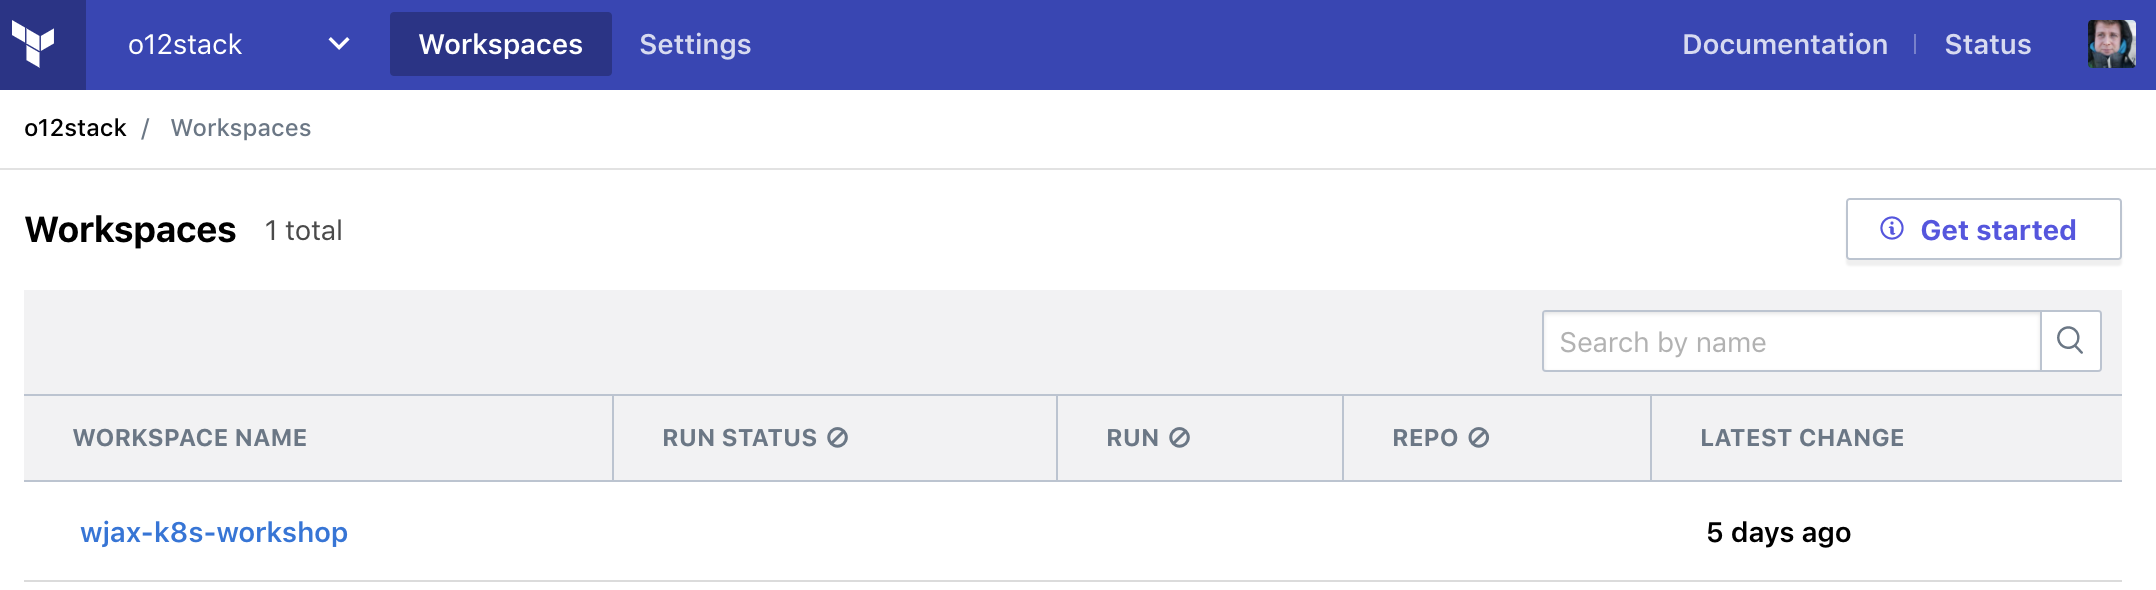 o12stack Workspaces Settings Documentation | Status
o12stack / Workspaces
Workspaces 1 total Get started
Search by name
WORKSPACE NAME RUN STATUS RUN REPO LATEST CHANGE
wjax-k8s-workshop 5 days ago